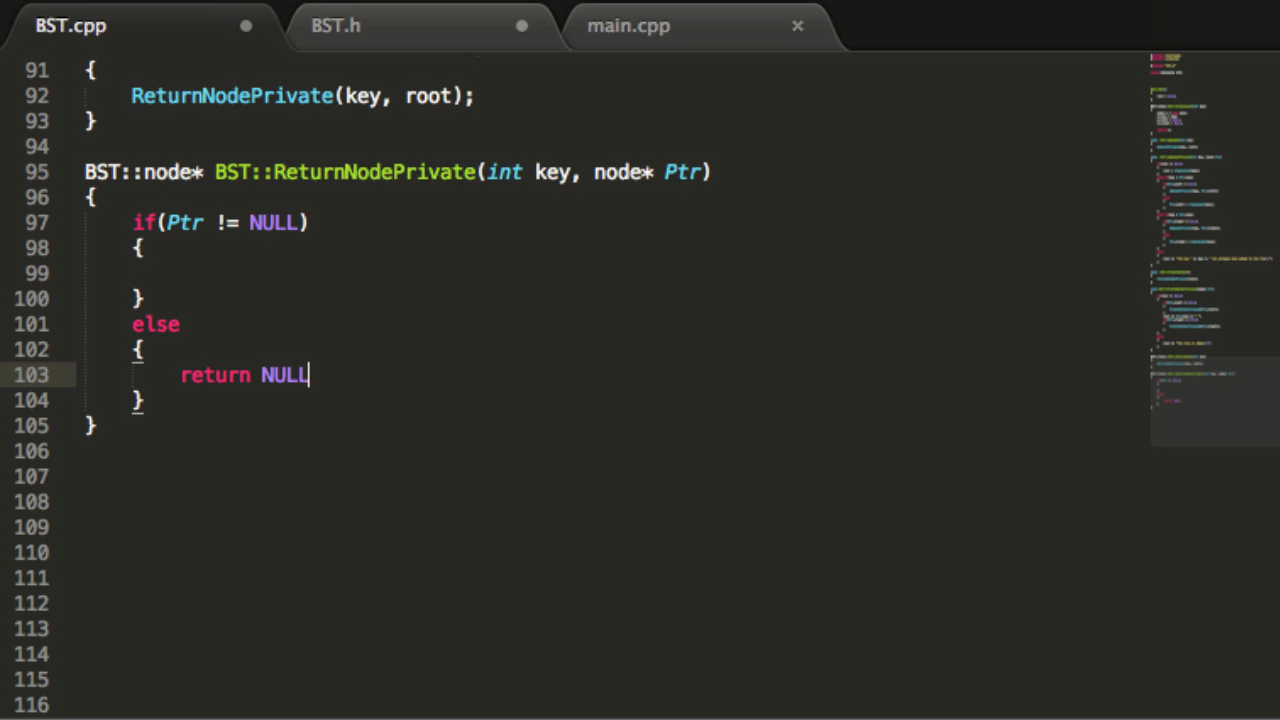 BST.cpp
BST.h
main.cpp ×
91 {
92 ReturnNodePrivate(key, root);
93 }
94
95 BST::node* BST::ReturnNodePrivate(int key, node* Ptr)
96 {
97 if(Ptr != NULL)
98 {
99
100 }
101 else
102 {
103 return NULL
104 }
105 }
106
107
108
109
110
111
112
113
114
115
116